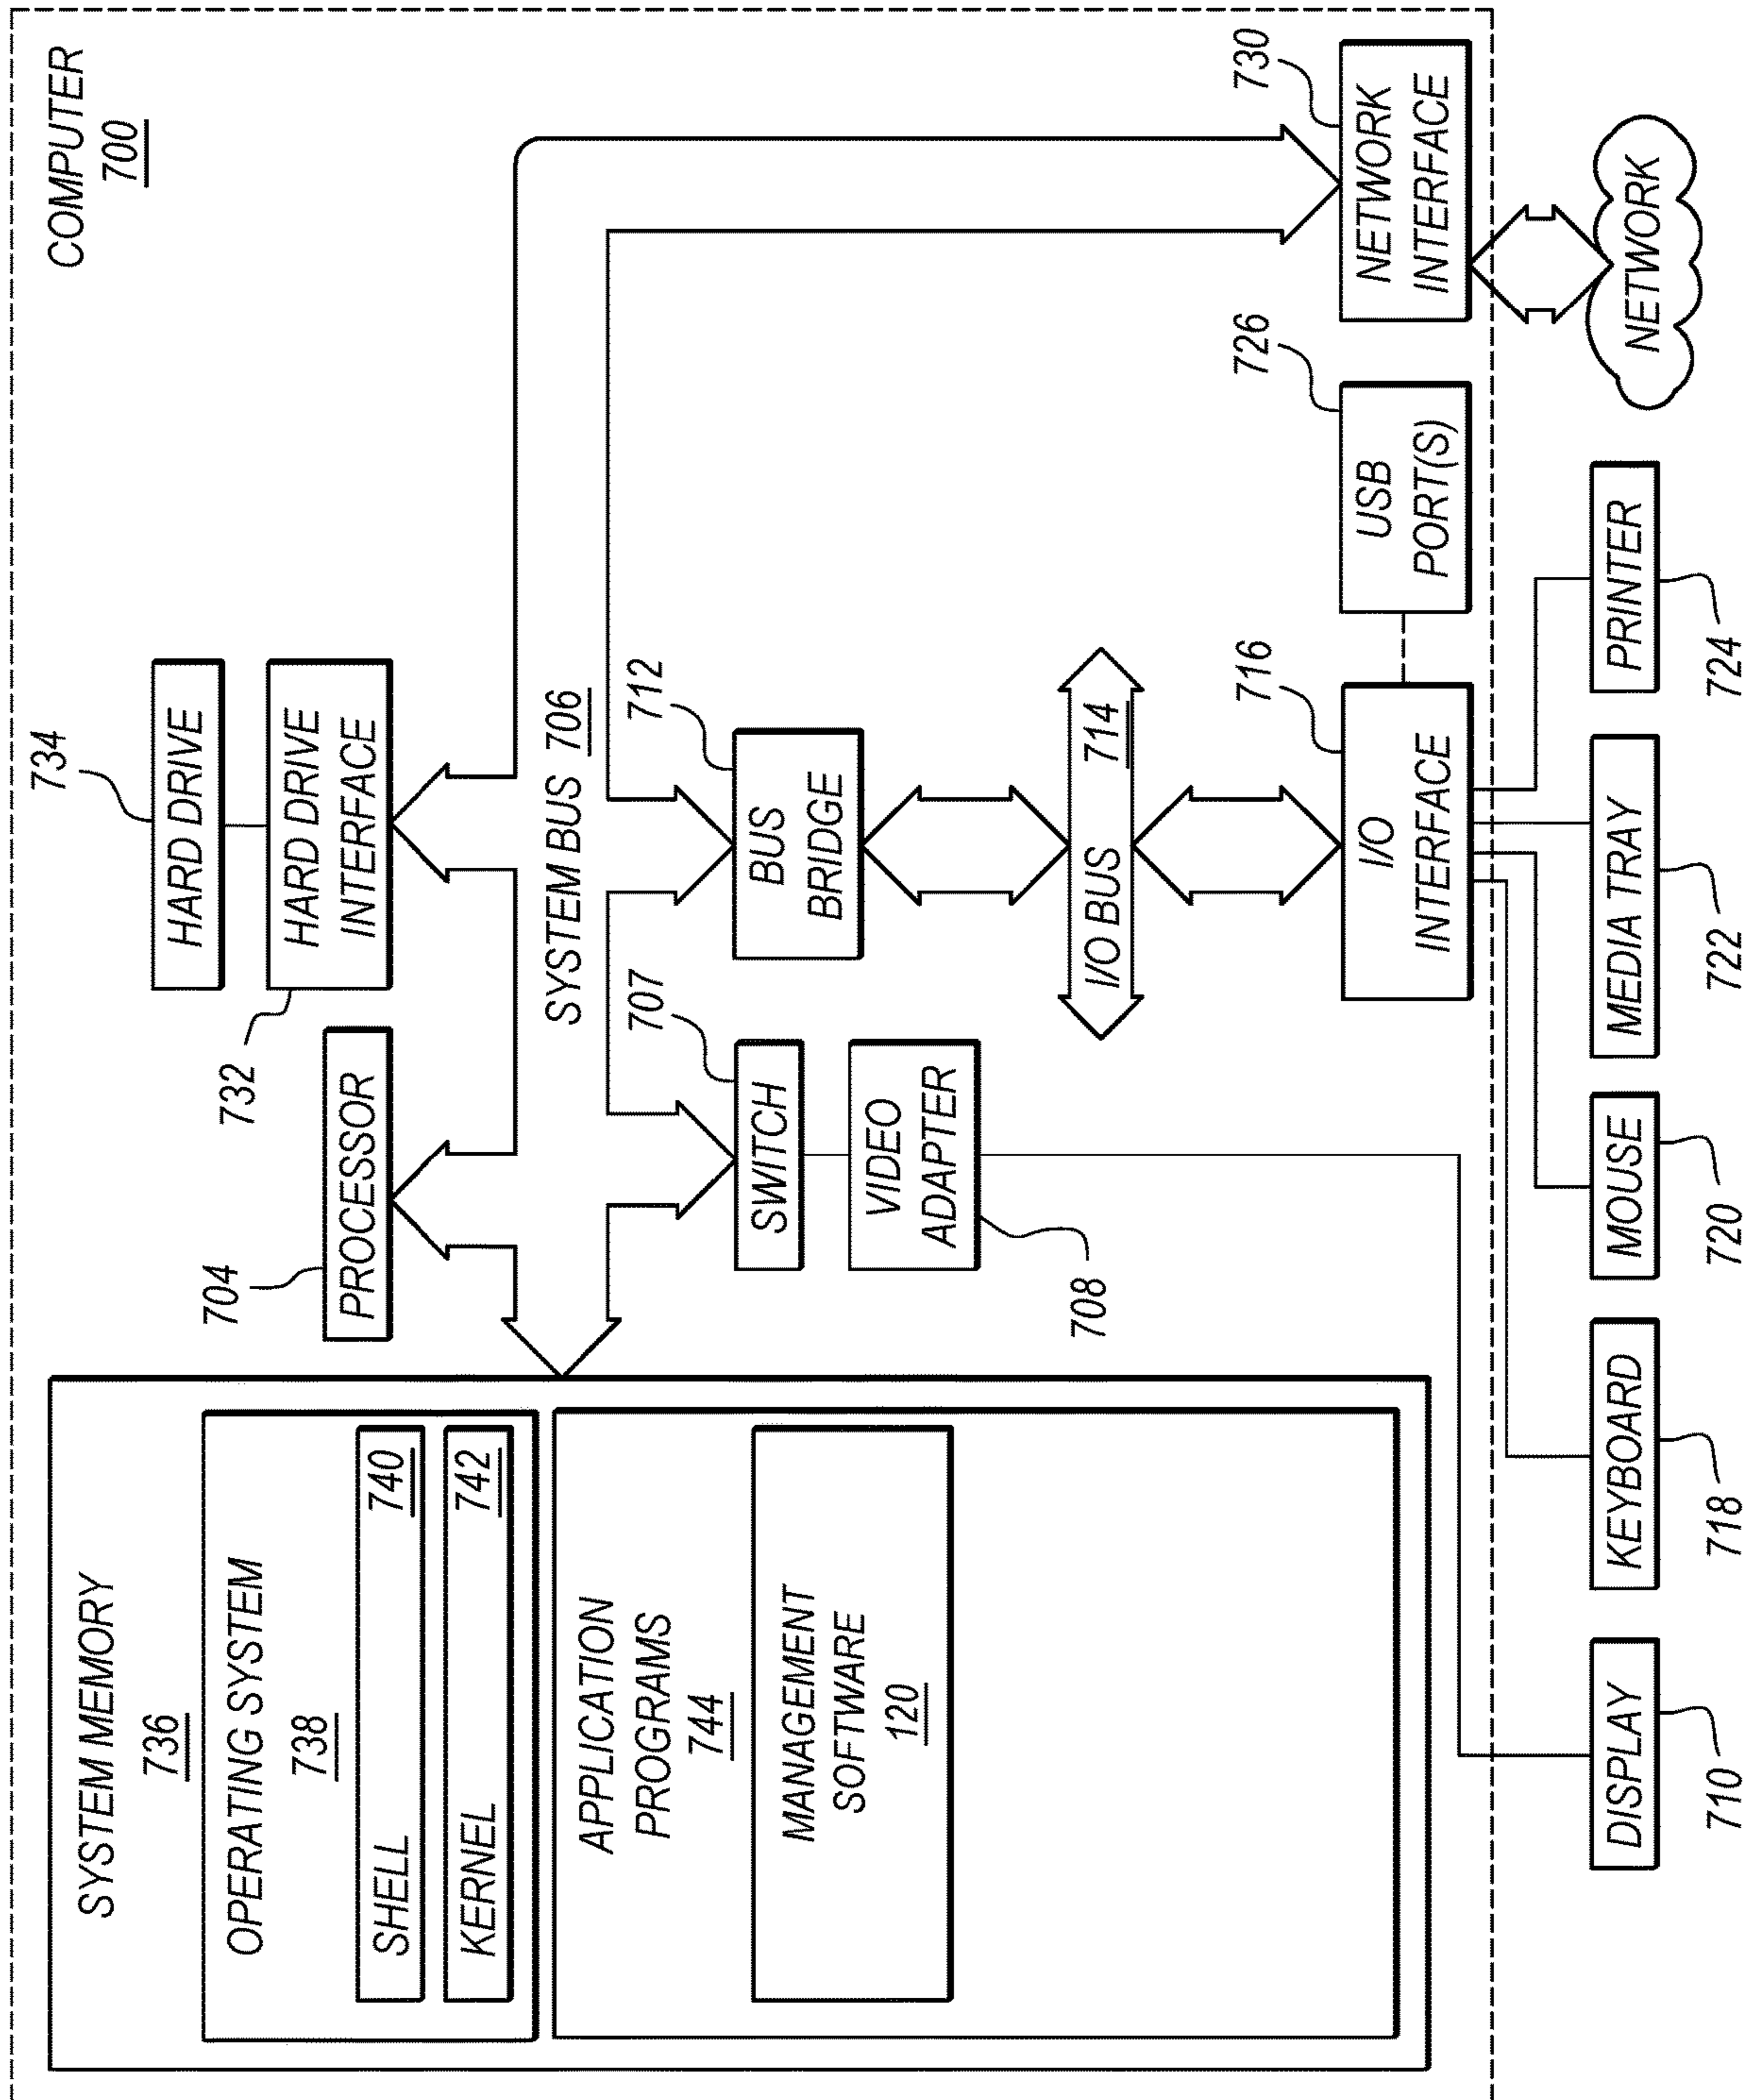 COMPUTER
700
SYSTEM MEMORY
736
OPERATING SYSTEM
738
SHELL
740
KERNEL
742
APPLICATION
PROGRAMS
744
MANAGEMENT
SOFTWARE
120
704
PROCESSOR
734
HARD DRIVE
HARD DRIVE
INTERFACE
732
SYSTEM BUS 706
707
SWITCH
VIDEO
ADAPTER
708
712
BUS
BRIDGE
I/O BUS 714
716
I/O
INTERFACE
726
USB
PORT(S)
730
NETWORK
INTERFACE
DISPLAY
710
KEYBOARD
718
MOUSE
720
MEDIA TRAY
722
PRINTER
724
NETWORK